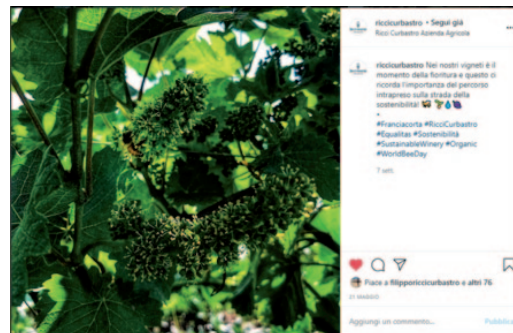 riccicurbastro • Segui già
Ricci Curbastro Azienda Agricola
riccicurbastro Nei nostri vigneti è il
momento della fioritura e questo ci
ricorda l'importanza del percorso
intrapreso sulla strada della
sostenibilità!
•
#Franciacorta #RicciCurbastro
#Equalitas #Sostenibilità
#SustainableWinery #Organic
#WorldBeeDay
7 sett.
Piace a filipporiccicurbastro e altri 76
21 MAGGIO
Aggiungi un commento...
Pubblica